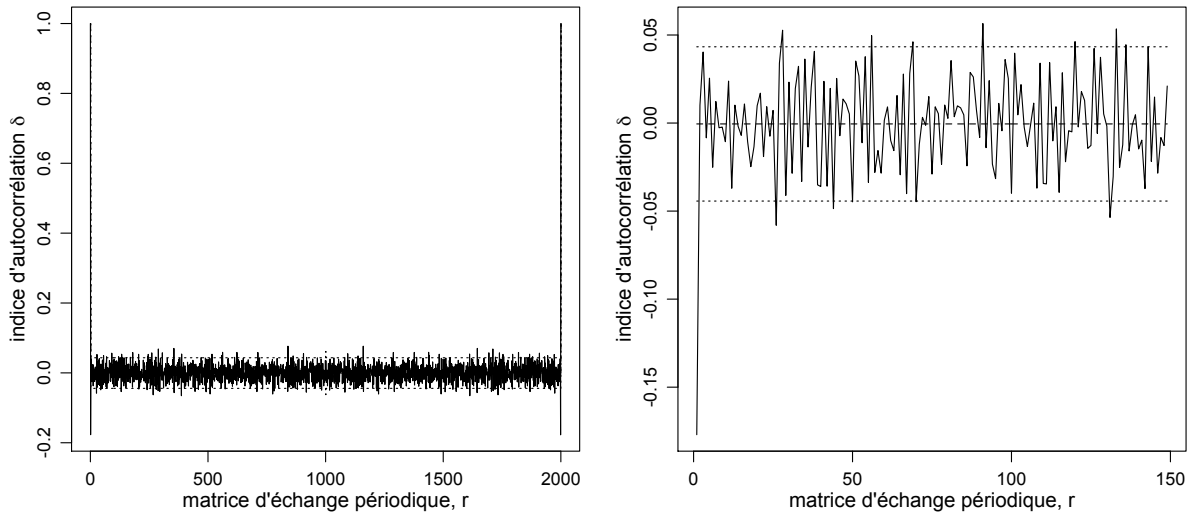 indice d'autocorrélation δ
1.0
0.8
0.6
0.4
0.2
0.0
-0.2
0 500 1000 1500 2000
matrice d'échange périodique, r
indice d'autocorrélation δ
0.05
0.00
-0.05
-0.10
-0.15
0 50 100 150
matrice d'échange périodique, r